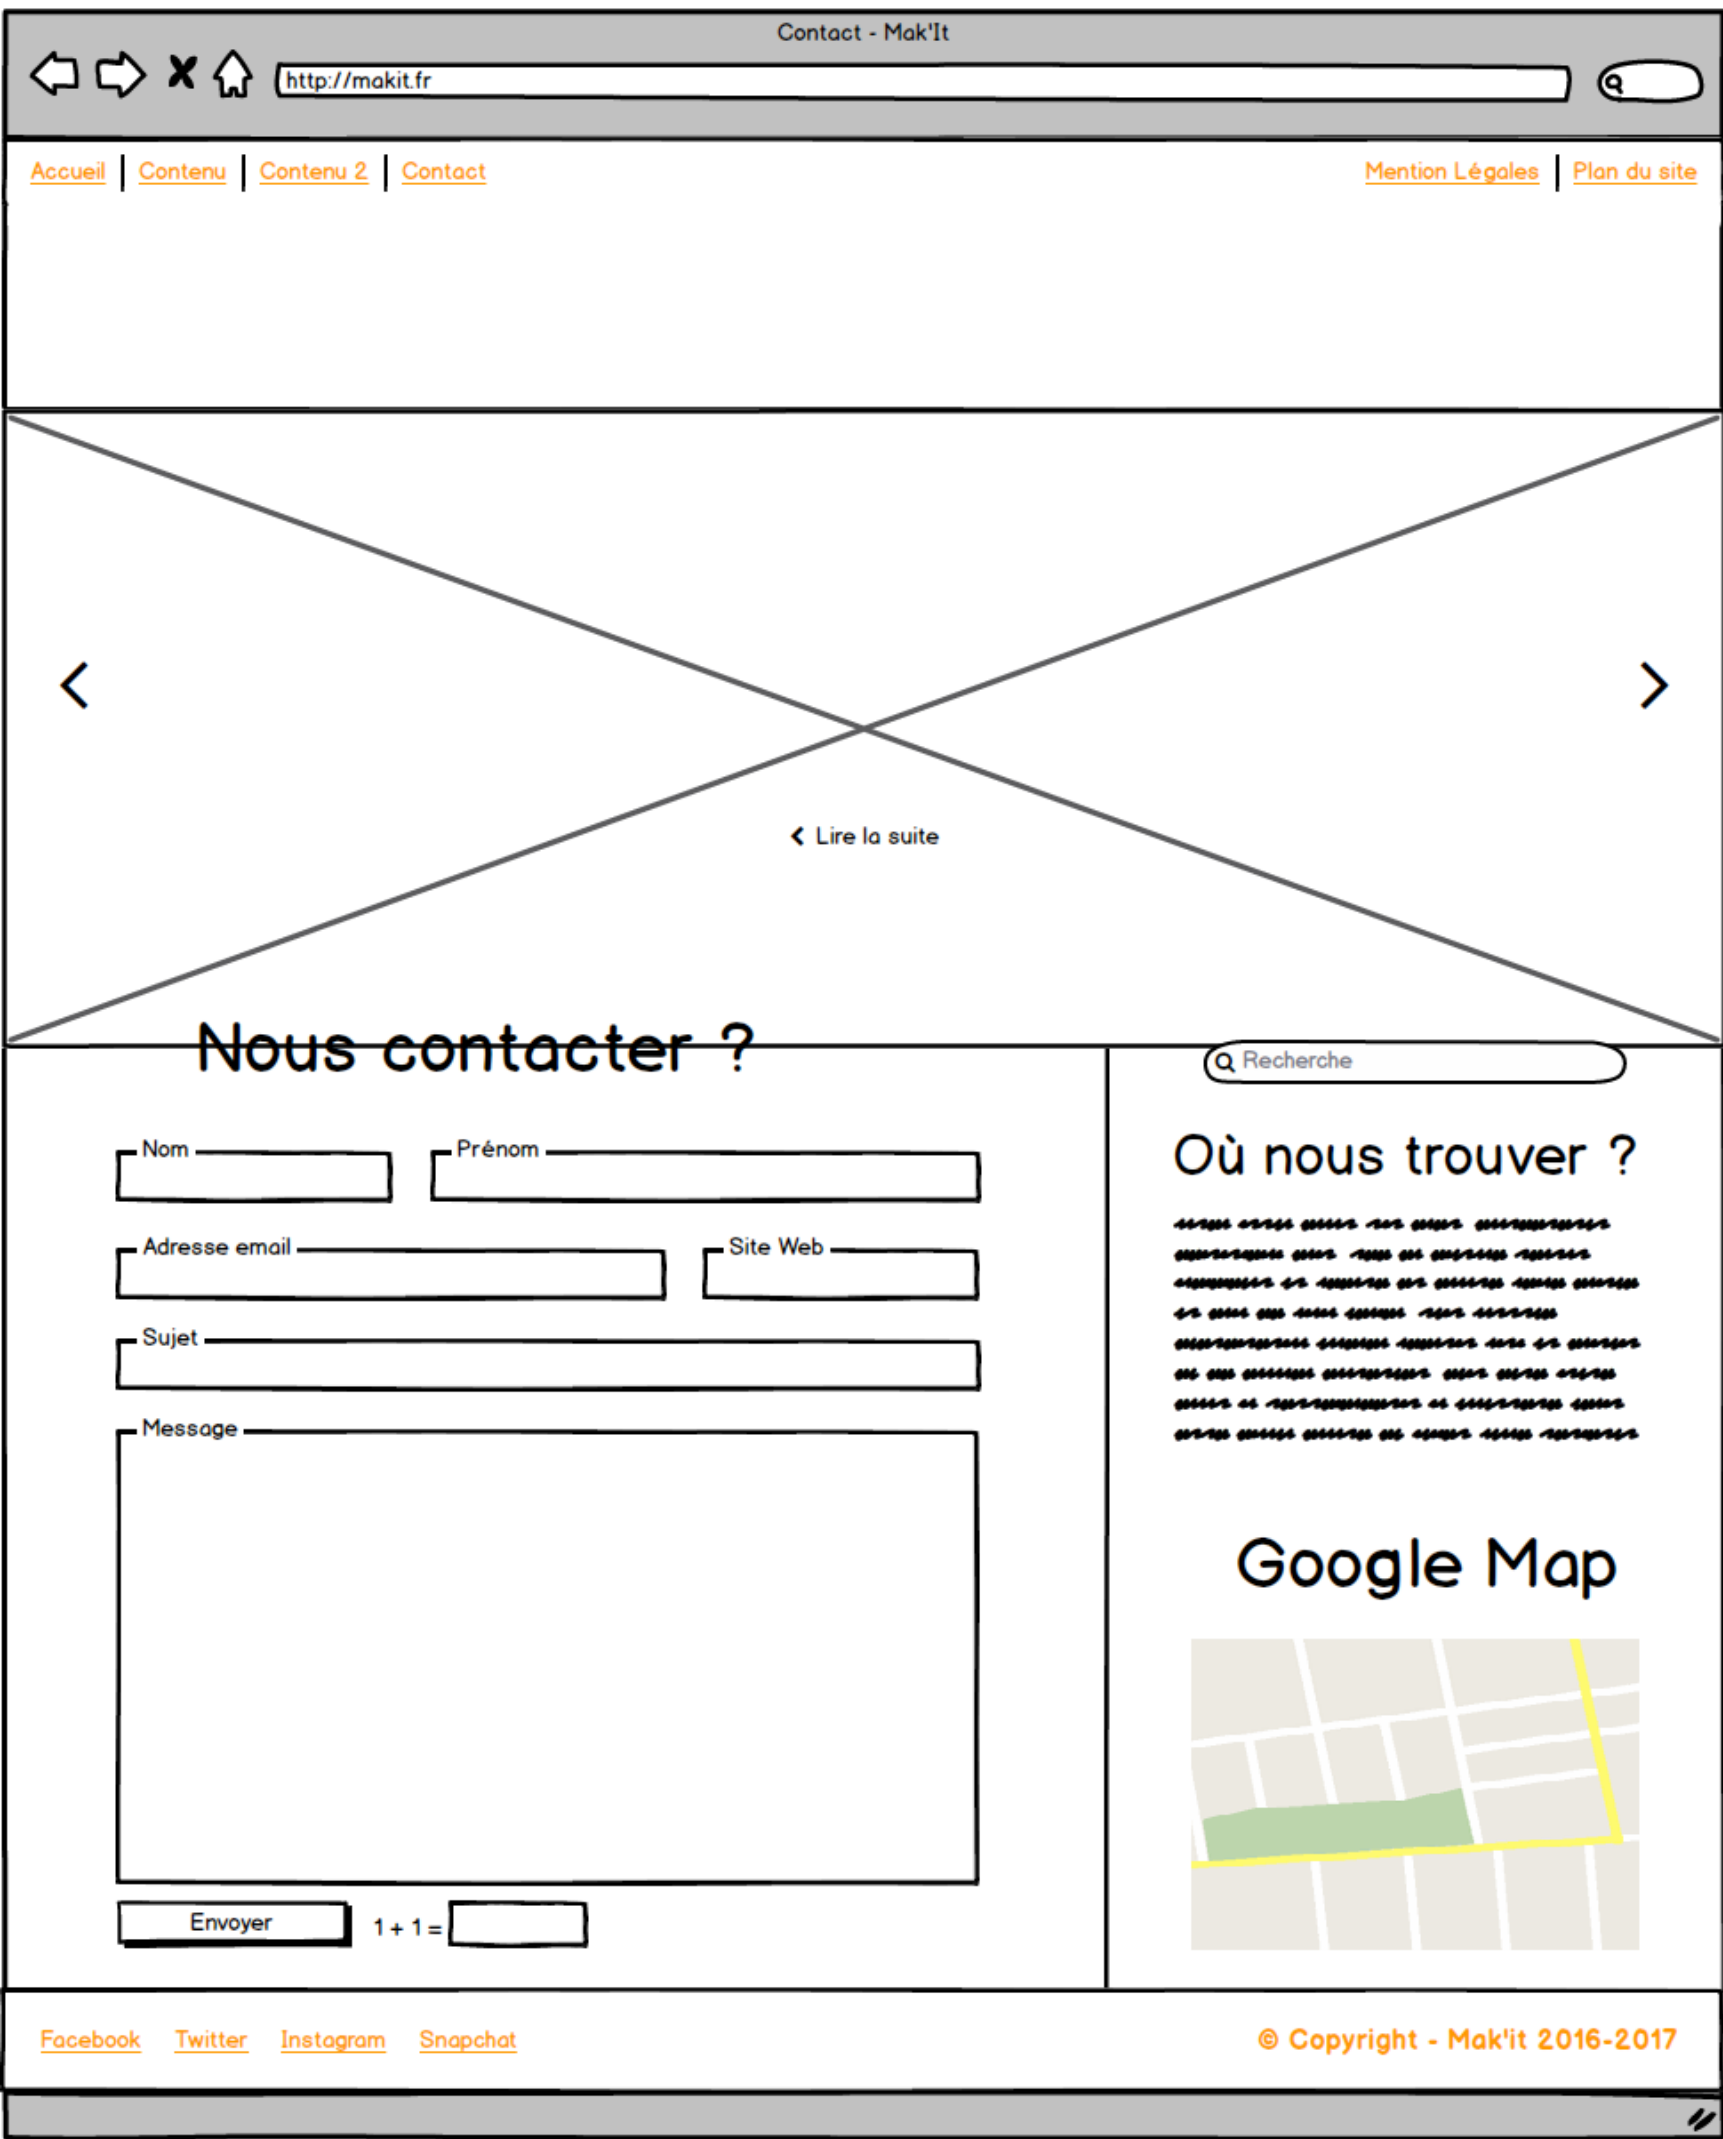 Contact - Mak'It
http://makit.fr
Accueil Contenu Contenu 2 Contact Mention Légales Plan du site
Lire la suite
Nous contacter ?
Recherche
Où nous trouver ?
Nom Prénom
Adresse email Site Web
Sujet
Message
Google Map
Envoyer 1 + 1 =
Facebook Twitter Instagram Snapchat © Copyright - Mak'it 2016-2017